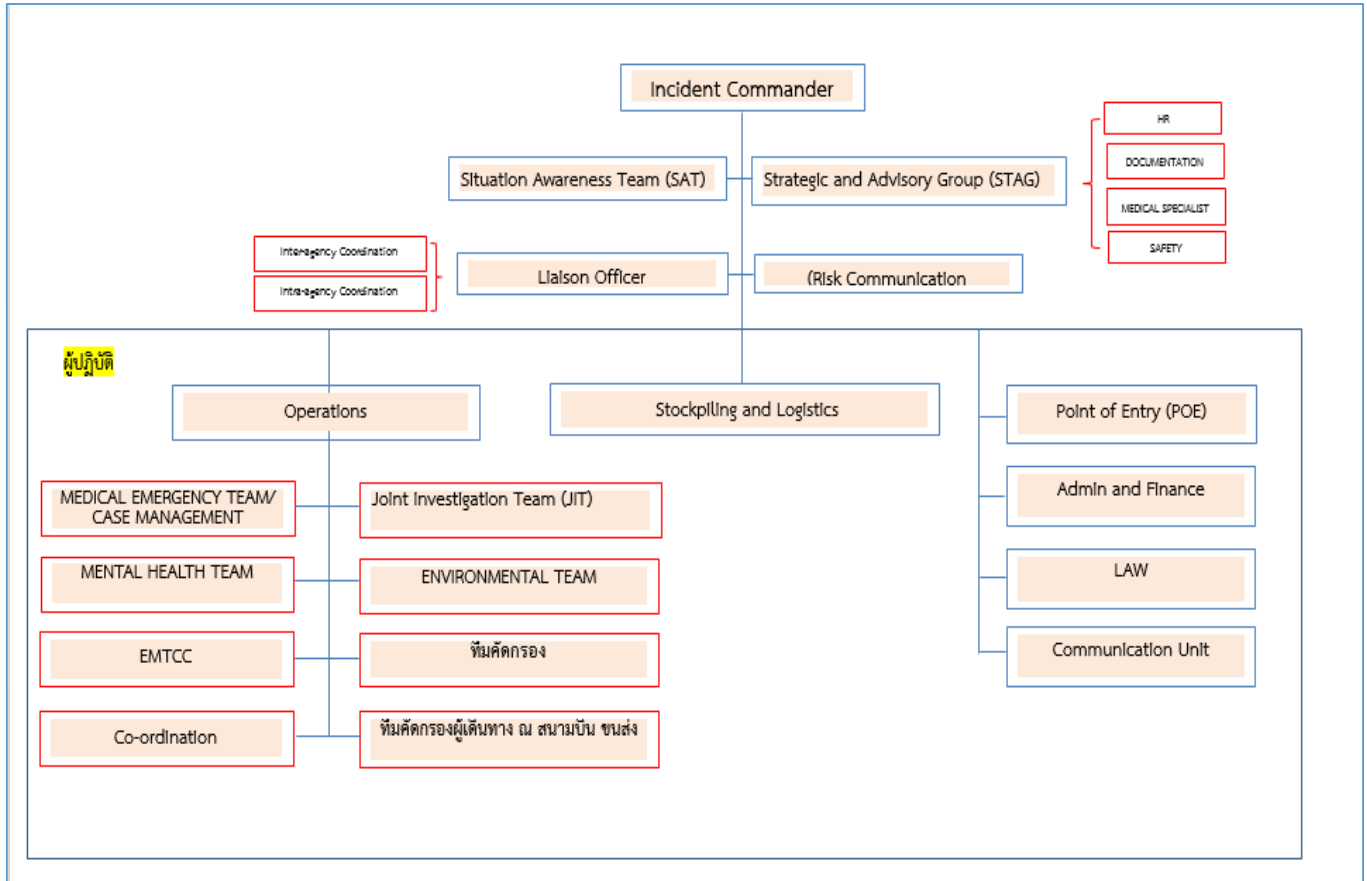 Incident Commander
HR
Situation Awareness Team (SAT)
Strategic and Advisory Group (STAG)
DOCUMENTATION
MEDICAL SPECIALIST
SAFETY
Inter-agency Coordination
Intra-agency Coordination
Liaison Officer
(Risk Communication
ผู้ปฏิบัติ
Operations
Stockpiling and Logistics
Point of Entry (POE)
MEDICAL EMERGENCY TEAM/
CASE MANAGEMENT
Joint Investigation Team (JIT)
Admin and Finance
MENTAL HEALTH TEAM
ENVIRONMENTAL TEAM
LAW
EMTCC
ทีมคัดกรอง
Communication Unit
Co-ordination
ทีมคัดกรองผู้เดินทาง ณ สนามบิน ขนส่ง